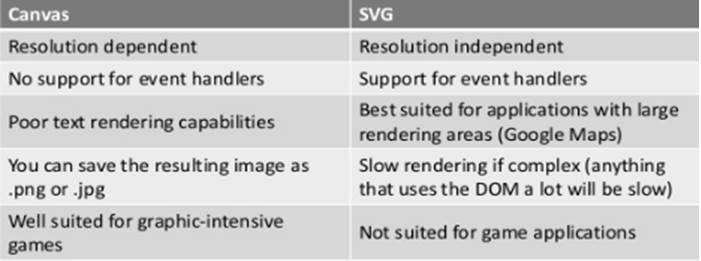 Canvas SVG
Resolution dependent Resolution independent
No support for event handlers Support for event handlers
Poor text rendering capabilities Best suited for applications with large
rendering areas (Google Maps)
You can save the resulting image as Slow rendering if complex (anything
.png or .jpg that uses the DOM a lot will be slow)
Well suited for graphic-intensive
games Not suited for game applications